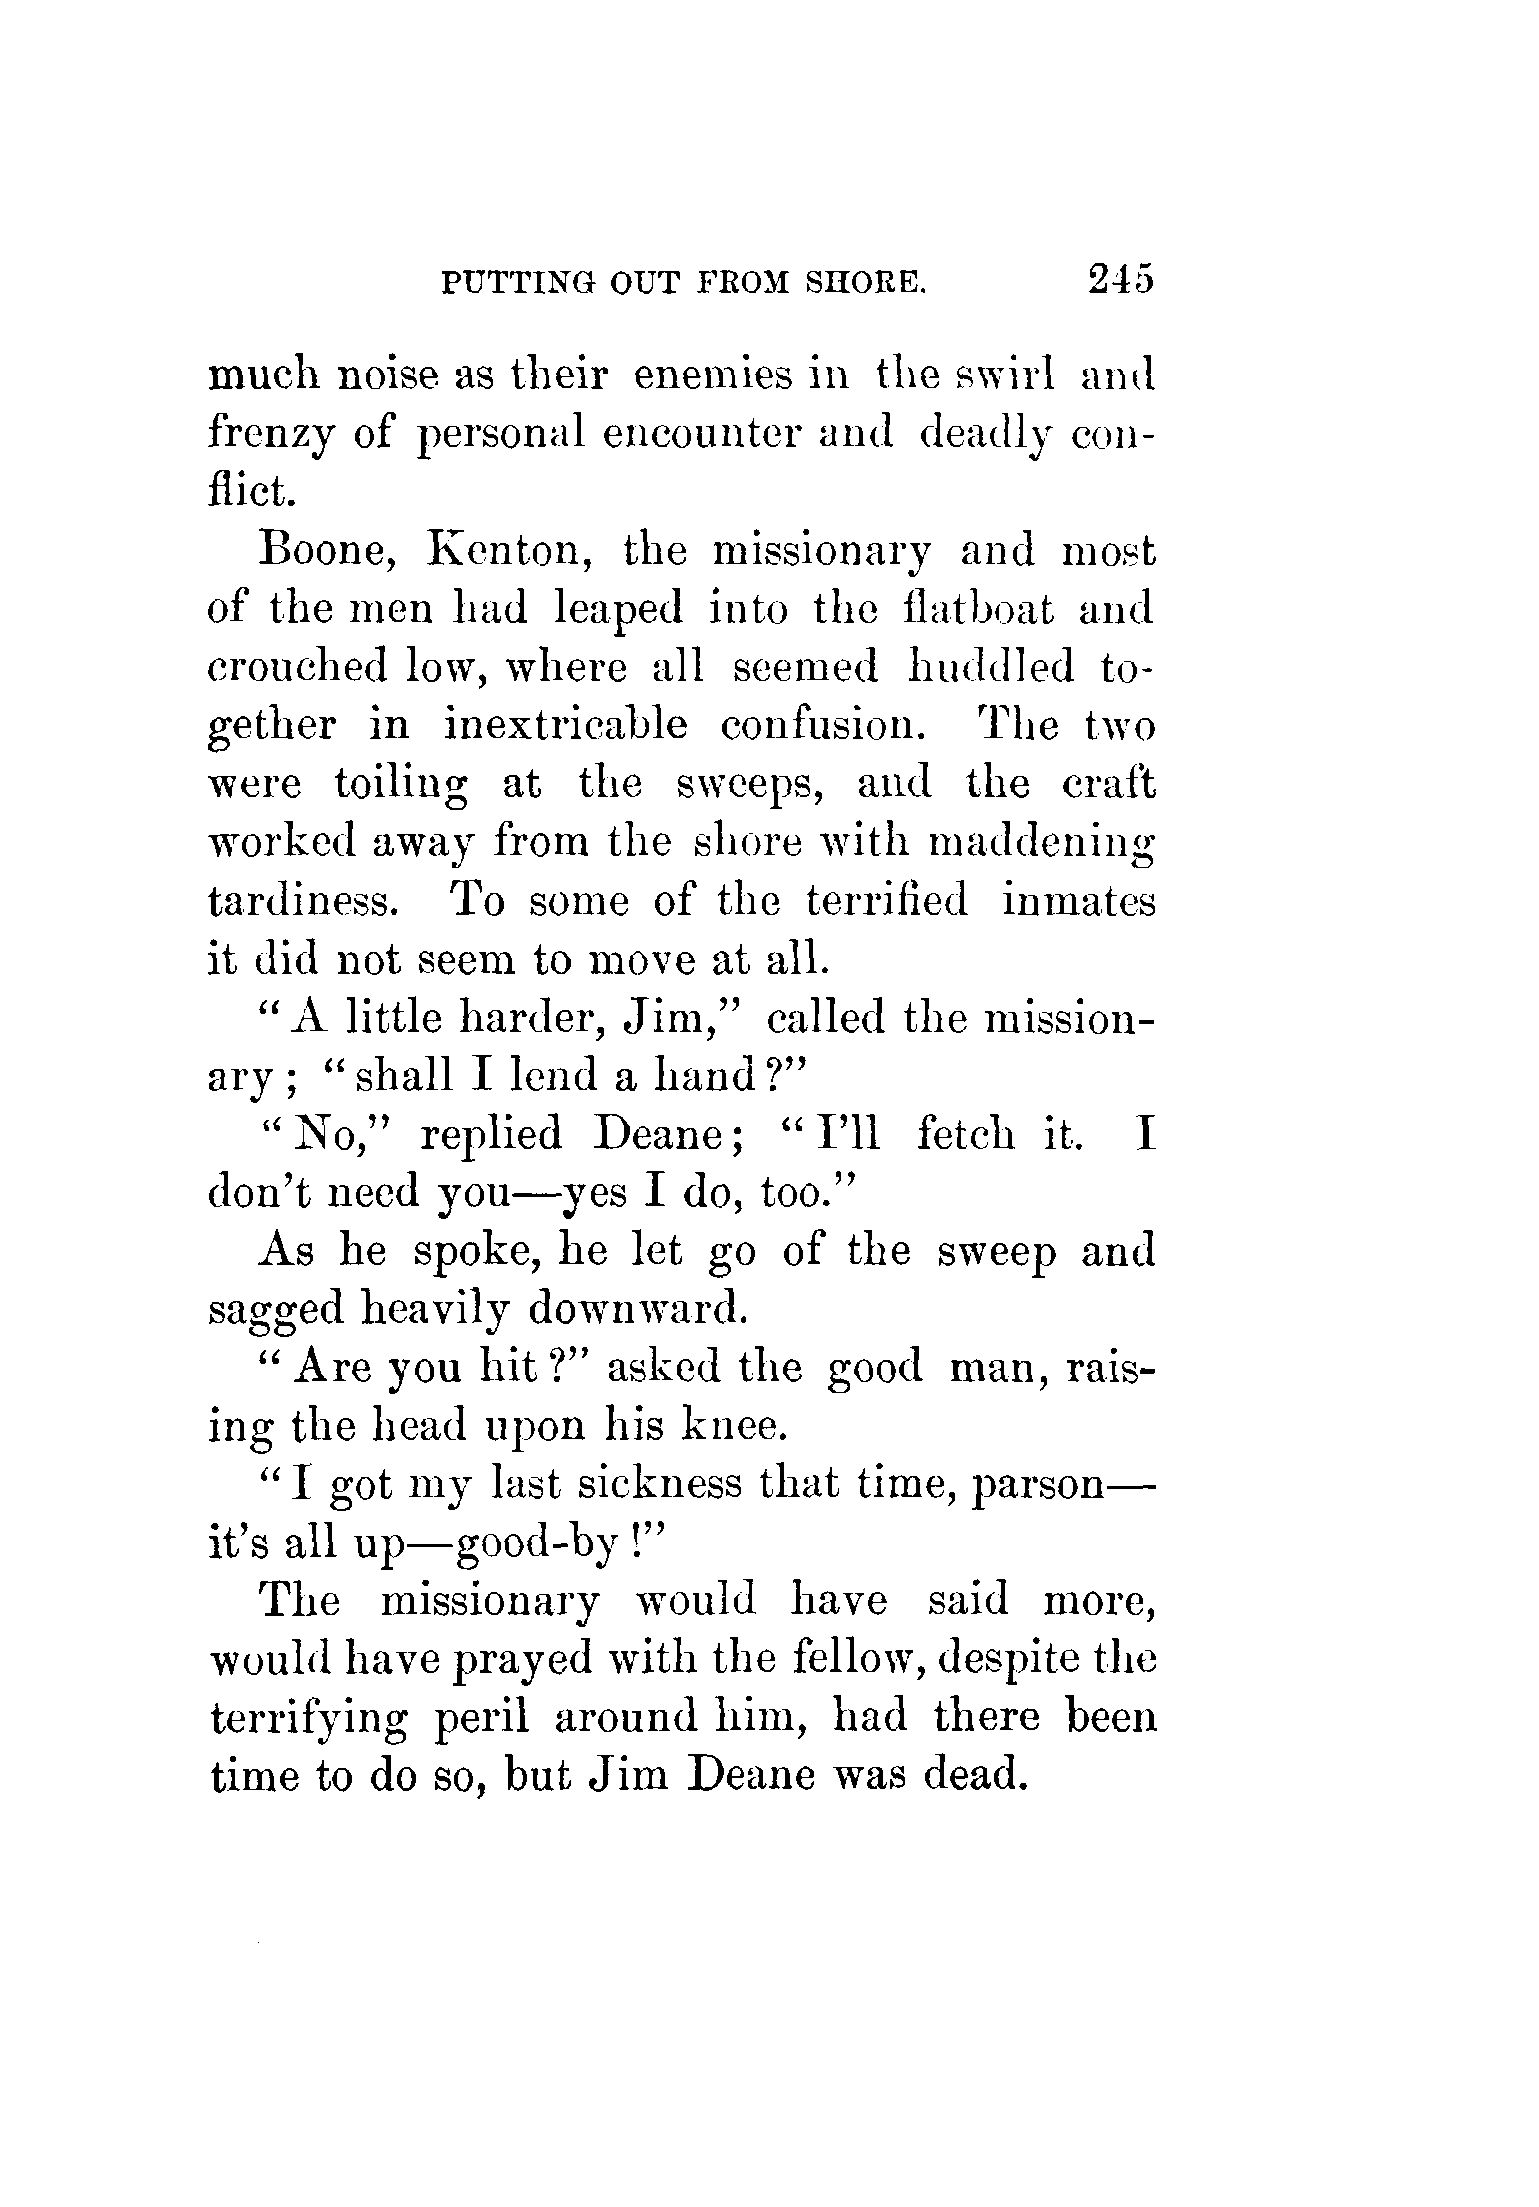 PUTTING OUT FROM SHORE. 245
much noise as their enemies in the swirl and
frenzy of personal encounter and deadly con-
flict.
Boone, Kenton, the missionary and most
of the men had leaped into the flatboat and
crouched low, where all seemed huddled to-
gether in inextricable confusion. The two
were toiling at the sweeps, and the craft
worked away from the shore with maddening
tardiness. To some of the terrified inmates
it did not seem to move at all.
“A little harder, Jim,” called the mission-
ary; “shall I lend a hand?”
“No,” replied Deane; “I’ll fetch it. I
don’t need you—yes I do, too.”
As he spoke, he let go of the sweep and
sagged heavily downward.
“Are you hit?” asked the good man, rais-
ing the head upon his knee.
“I got my last sickness that time, parson—
it’s all up—good-by!”
The missionary would have said more,
would have prayed with the fellow, despite the
terrifying peril around him, had there been
time to do so, but Jim Deane was dead.